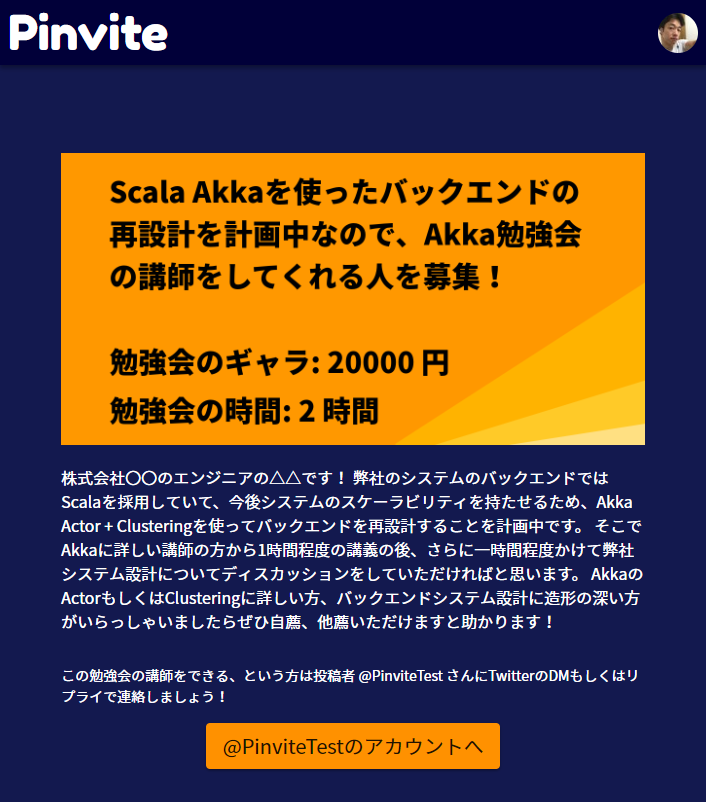 Pinvite
Scala Akkaを使ったバックエンドの
再設計を計画中なので、Akka勉強会
の講師をしてくれる人を募集！
勉強会のギャラ: 20000 円
勉強会の時間: 2 時間
株式会社〇〇のエンジニアの△△です！ 弊社のシステムのバックエンドでは
Scalaを採用していて、今後システムのスケーラビリティを持たせるため、Akka
Actor + Clusteringを使ってバックエンドを再設計することを計画中です。 そこで
Akkaに詳しい講師の方から1時間程度の講義の後、さらに一時間程度かけて弊社
システム設計についてディスカッションをしていただければと思います。 Akkaの
ActorもしくはClusteringに詳しい方、バックエンドシステム設計に造形の深い方
がいらっしゃいましたらぜひ自薦、他薦いただけますと助かります！
この勉強会の講師をできる、という方は投稿者 @PinviteTest さんにTwitterのDMもしくはリ
プライで連絡しましょう！
@PinviteTestのアカウントへ